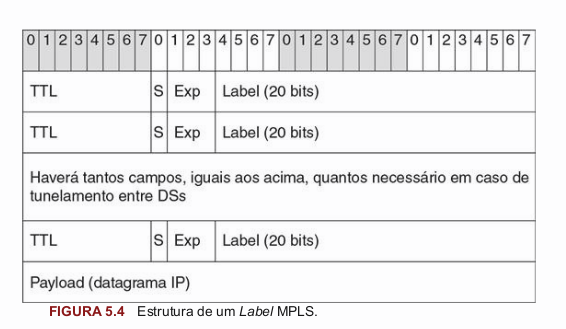 0 1 2 3 4 5 6 7 0 1 2 3 4 5 6 7 0 1 2 3 4 5 6 7 0 1 2 3 4 5 6 7
TTL S Exp Label (20 bits)
TTL S Exp Label (20 bits)
Haverá tantos campos, iguais aos acima, quantos necessário em caso de
tunelamento entre DSs
TTL S Exp Label (20 bits)
Payload (datagrama IP)
FIGURA 5.4 Estrutura de um Label MPLS.